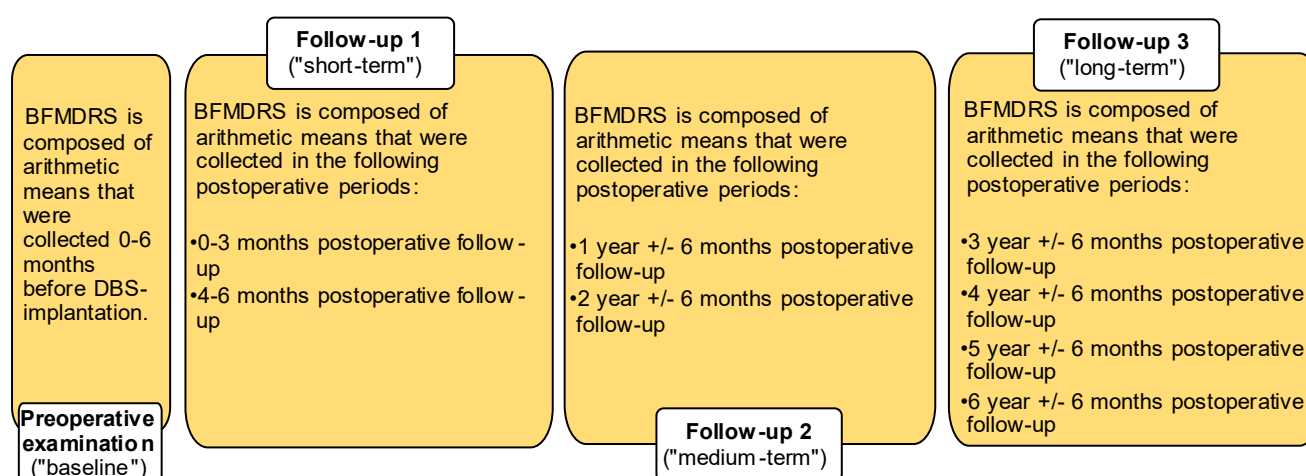 BFMDRS is
composed of
arithmetic
means that
were
collected 0-6
months
before DBS-
implantation.
Preoperative
examination
("baseline")
Follow-up 1
("short-term")
BFMDRS is composed of
arithmetic means that were
collected in the following
postoperative periods:
•0-3 months postoperative follow-
up
•4-6 months postoperative follow-
up
BFMDRS is composed of
arithmetic means that were
collected in the following
postoperative periods:
•1 year +/- 6 months postoperative
follow-up
•2 year +/- 6 months postoperative
follow-up
Follow-up 2
("medium-term")
Follow-up 3
("long-term")
BFMDRS is composed of
arithmetic means that were
collected in the following
postoperative periods:
•3 year +/- 6 months postoperative
follow-up
•4 year +/- 6 months postoperative
follow-up
•5 year +/- 6 months postoperative
follow-up
•6 year +/- 6 months postoperative
follow-up